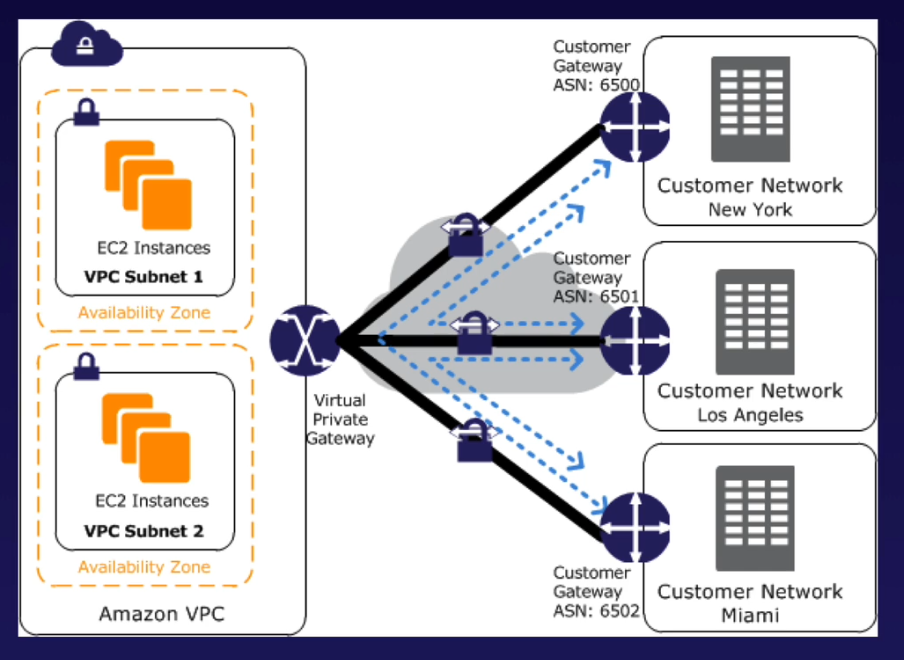 EC2 Instances
VPC Subnet 1
Availability Zone
EC2 Instances
VPC Subnet 2
Availability Zone
Amazon VPC
Virtual
Private
Gateway
Customer
Gateway
ASN: 6500
Customer Network
New York
Customer
Gateway
ASN: 6501
Customer Network
Los Angeles
Customer
Gateway
ASN: 6502
Customer Network
Miami